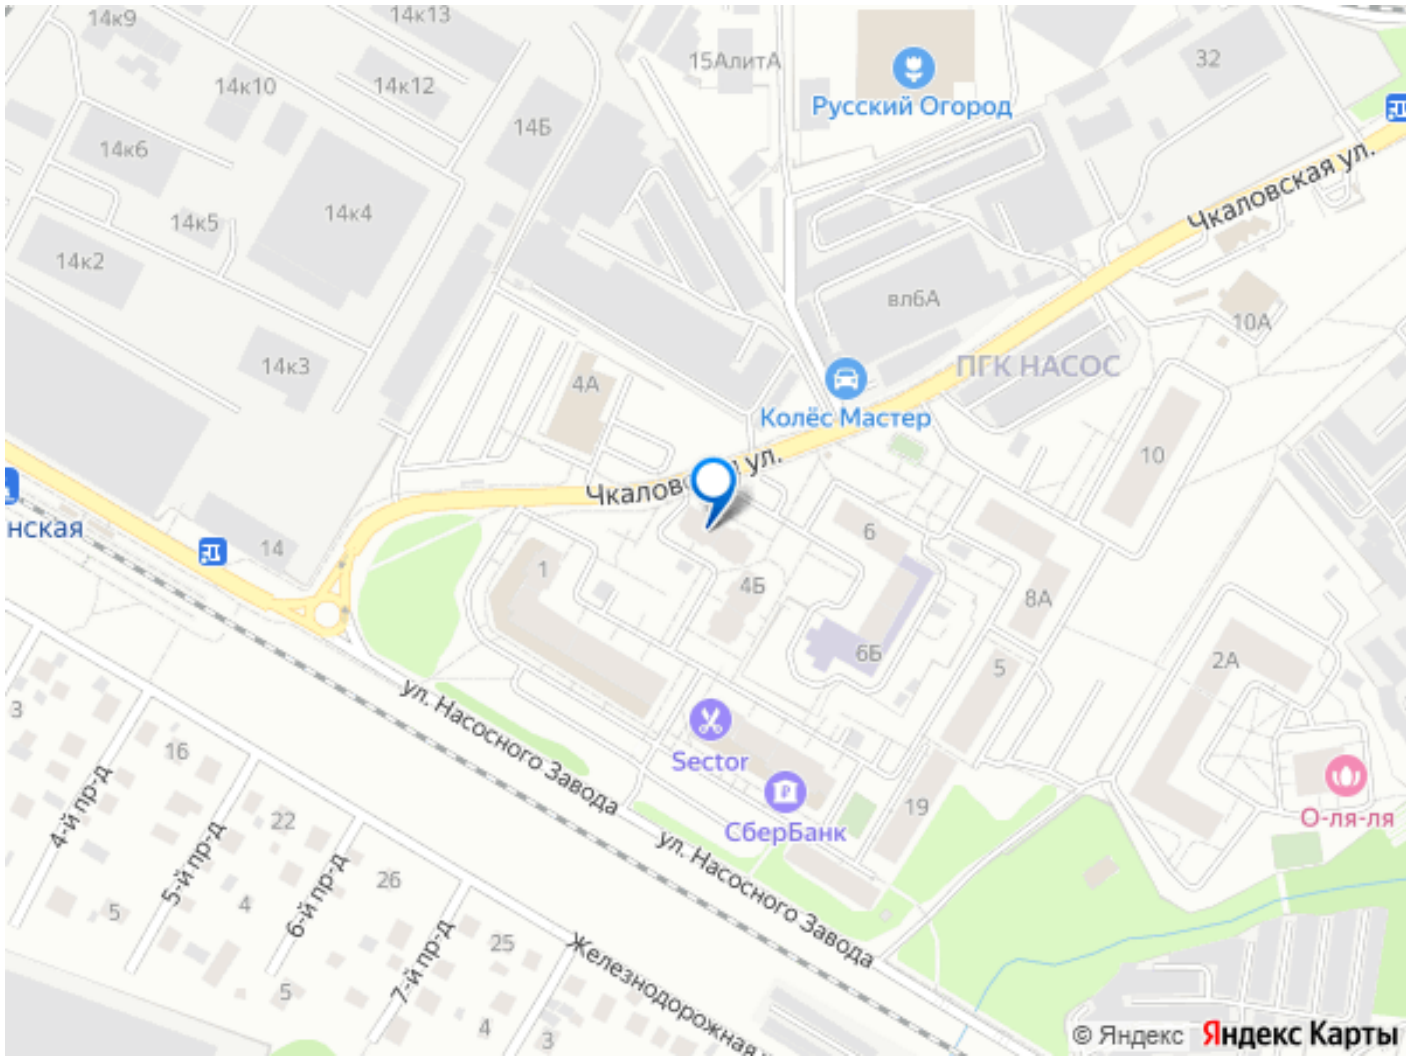 14к9
14к13
14к10
14к12
15АлитА
32
Русский Огород
14Б
14к6
14к5
14к4
14к2
Чкаловская ул.
вл6А
10А
14к3
4А
ПГК НАСОС
Колёс Мастер
10
Чкаловская ул.
нская
14
6
1
4Б
8А
6Б
5
2А
ул. Насосного Завода
3
16
Sector
О-ля-ля
4-й пр-д
22
5-й пр-д
СберБанк
19
ул. Насосного Завода
26
6-й пр-д
4
5
25
7-й пр-д
Железнодорожная
5
4
3
© Яндекс Яндекс Карты